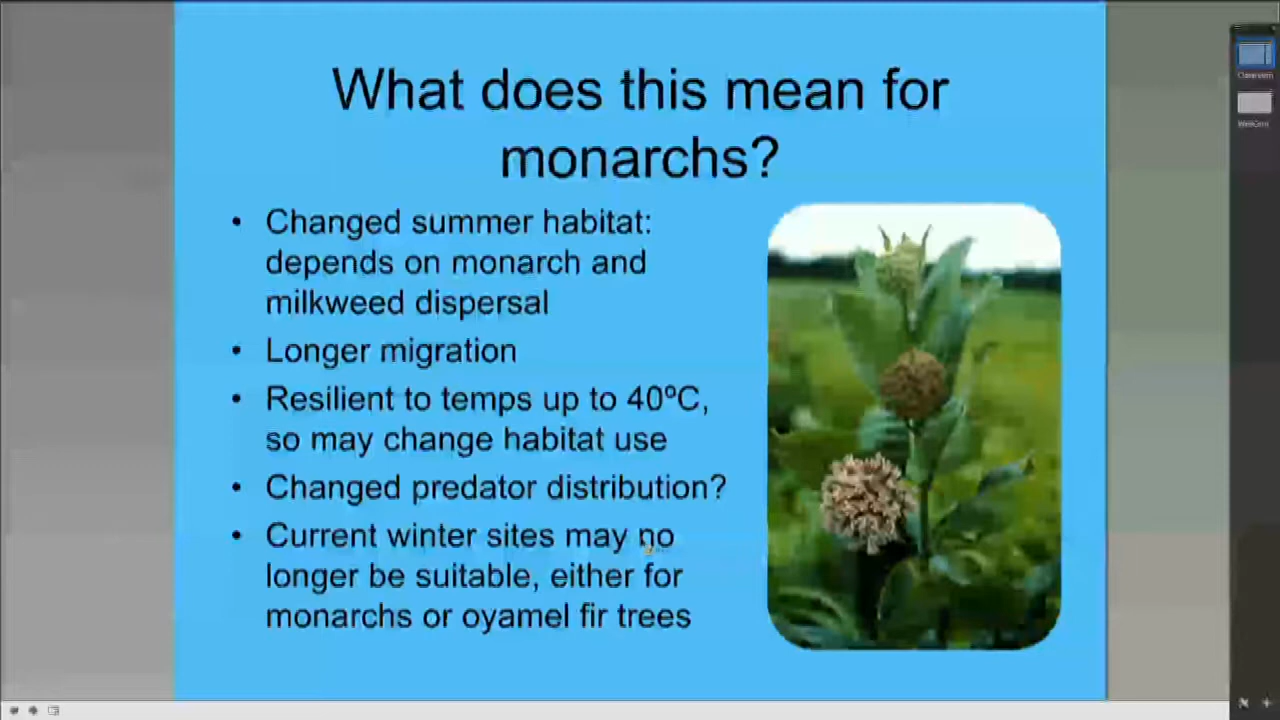 What does this mean for
monarchs?
• Changed summer habitat:
depends on monarch and
milkweed dispersal
• Longer migration
• Resilient to temps up to 40ºC,
so may change habitat use
• Changed predator distribution?
• Current winter sites may no
longer be suitable, either for
monarchs or oyamel fir trees
Classroom